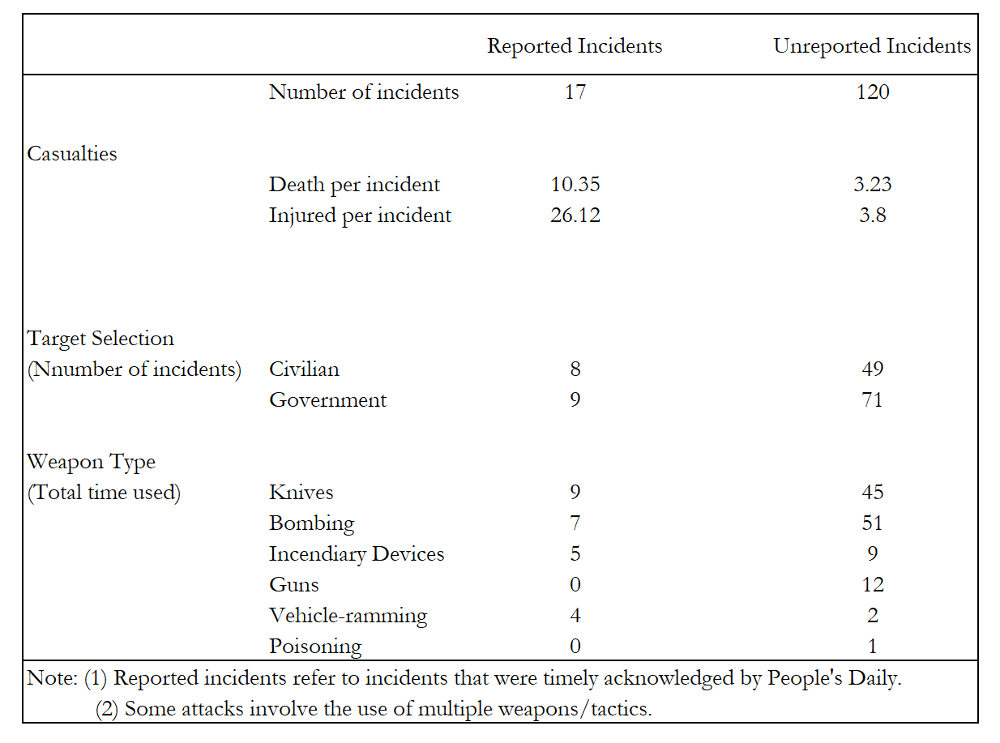 Reported Incidents Unreported Incidents
Number of incidents 17 120
Casualties
Death per incident 10.35 3.23
Injured per incident 26.12 3.8
Target Selection
(Nnumber of incidents) Civilian 8 49
Government 9 71
Weapon Type
(Total time used) Knives 9 45
Bombing 7 51
Incendiary Devices 5 9
Guns 0 12
Vehicle-ramming 4 2
Poisoning 0 1
Note: (1) Reported incidents refer to incidents that were timely acknowledged by People's Daily.
(2) Some attacks involve the use of multiple weapons/tactics.